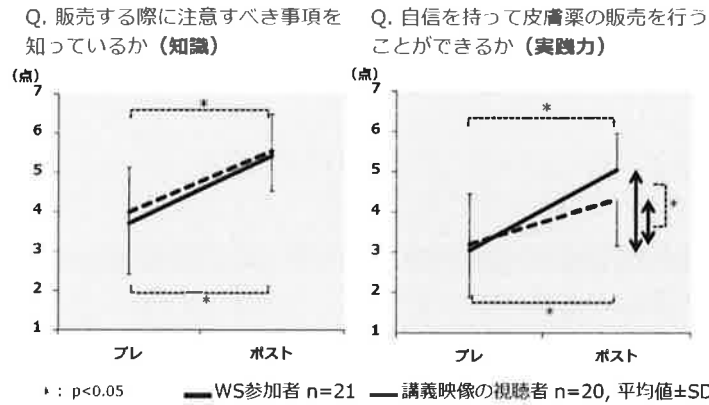 Q. 販売する際に注意すべき事項を
知っているか（知識）
(点)
7
6
5
4
3
2
1
*
*
プレ
ポスト
Q. 自信を持って皮膚薬の販売を行う
ことができるか（実践力）
(点)
7
6
5
4
3
2
1
*
*
*
プレ
ポスト
*： p<0.05
WS参加者 n=21
講義映像の視聴者 n=20, 平均値±SD